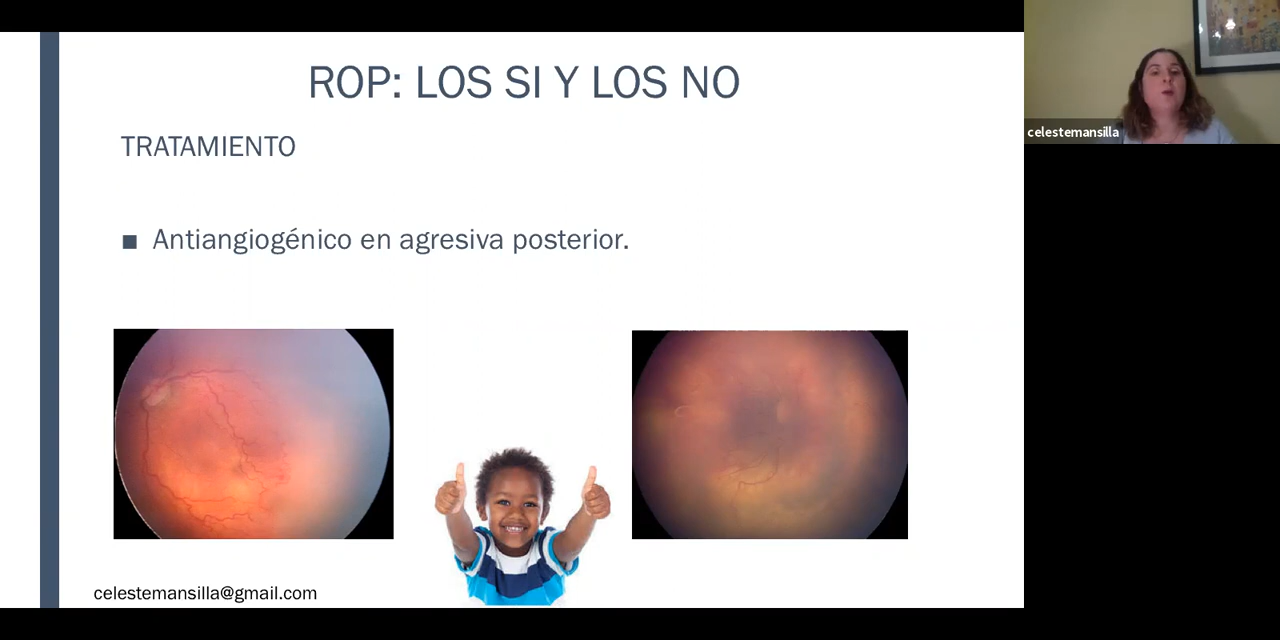 ROP: LOS SI Y LOS NO
TRATAMIENTO
■ Antiangiogénico en agresiva posterior.
celestemansilla@gmail.com
celestemansilla